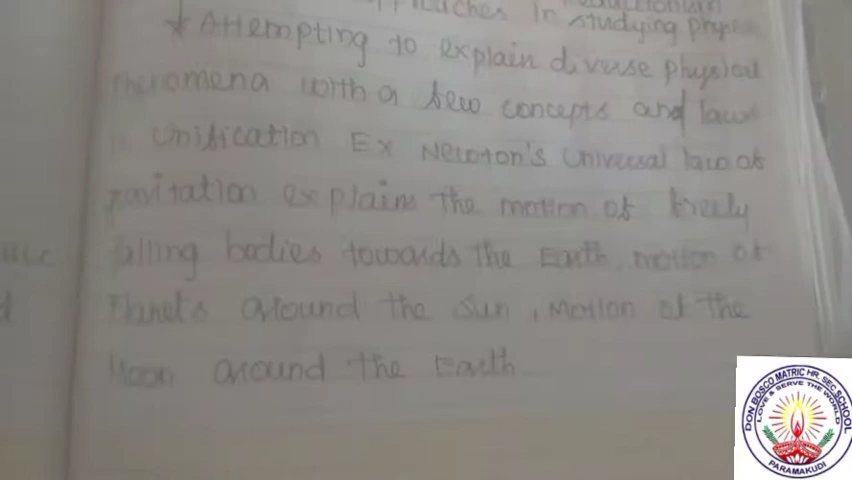 approaches in
studying physics
* Attempting to explain diverse physical
Phenomena with a few concepts and laws
is unification Ex Newton's Universal law of
gravitation explains the motion of freely
falling bodies towards the Earth, motion of
Planets around the Sun, Motion of the
Moon around the Earth
DON BOSCO MATRIC HR. SEC SCHOOL
LOVE & SERVE THE WORLD
PARAMAKUDI